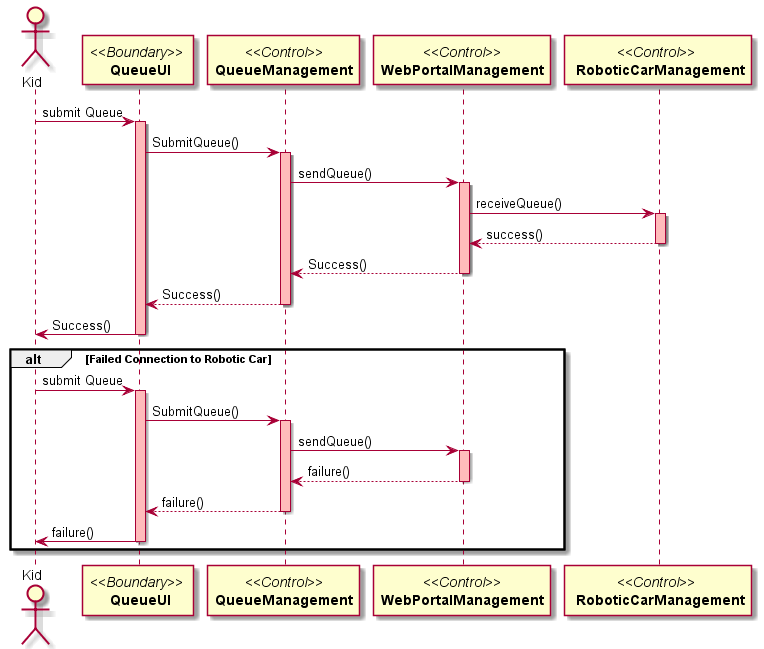 Kid
<<Boundary>>
QueueUI
<<Control>>
QueueManagement
<<Control>>
WebPortalManagement
<<Control>>
RoboticCarManagement
submit Queue
SubmitQueue()
sendQueue()
receiveQueue()
success()
Success()
Success()
Success()
alt
[Failed Connection to Robotic Car]
submit Queue
SubmitQueue()
sendQueue()
failure()
failure()
failure()
Kid
<<Boundary>>
QueueUI
<<Control>>
QueueManagement
<<Control>>
WebPortalManagement
<<Control>>
RoboticCarManagement